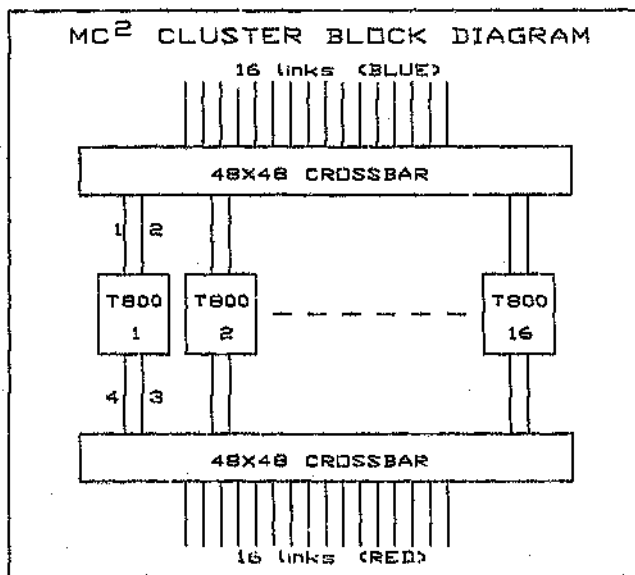 MC² CLUSTER BLOCK DIAGRAM
16 links (BLUE)
48X48 CROSSBAR
1 2
T800 T800 T800
1 2 16
4 3
48X48 CROSSBAR
16 links (RED)